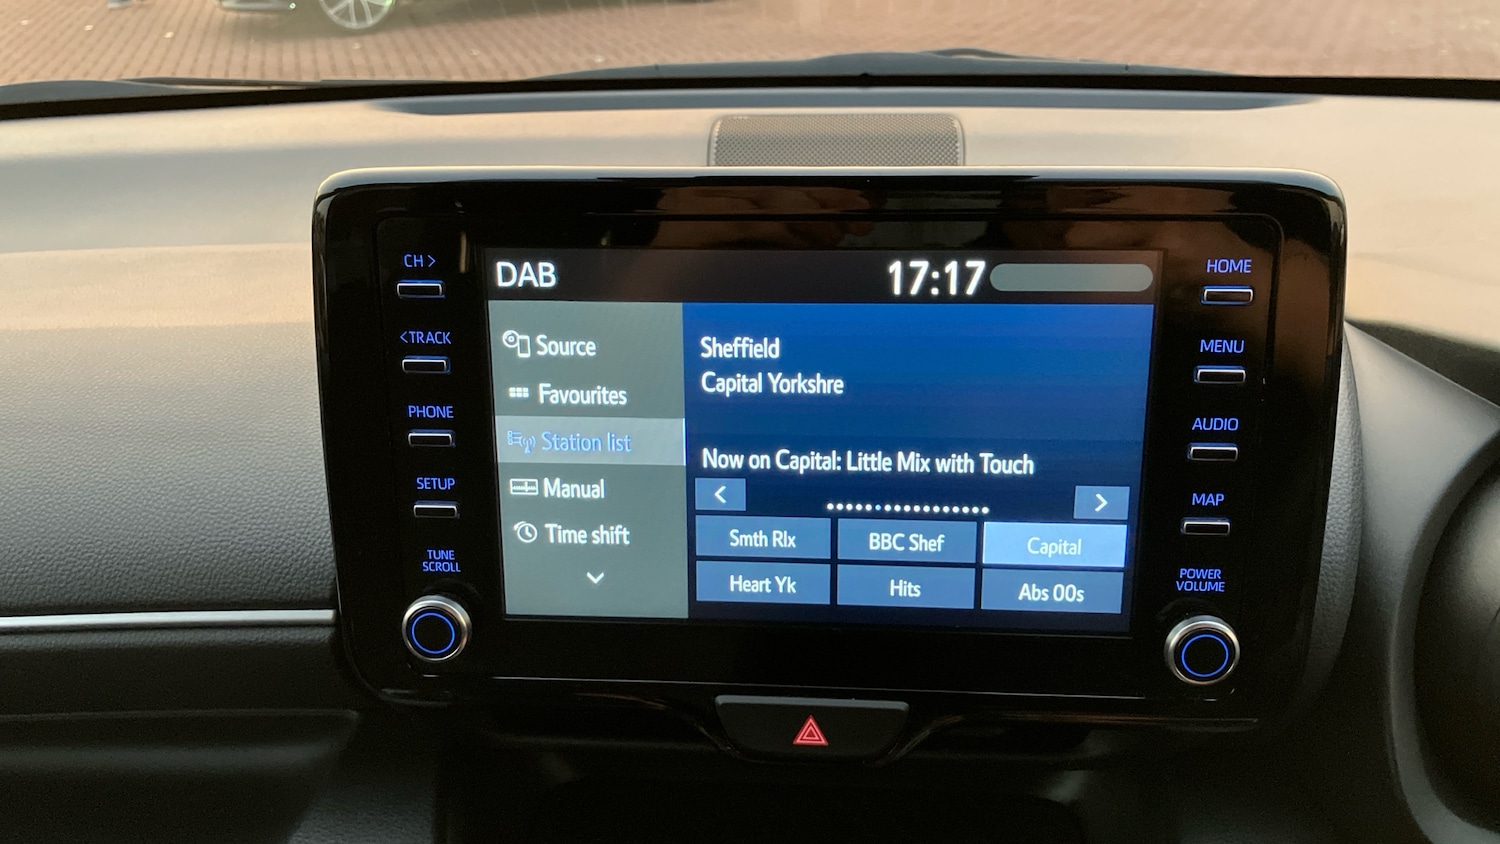 CH >
<TRACK
PHONE
SETUP
TUNE
SCROLL
DAB
17:17
Source
Favourites
Station list
Manual
Time shift
Sheffield
Capital Yorkshre
Now on Capital: Little Mix with Touch
<
>
Smth Rlx
BBC Shef
Capital
Heart Yk
Hits
Abs 00s
HOME
MENU
AUDIO
MAP
POWER
VOLUME